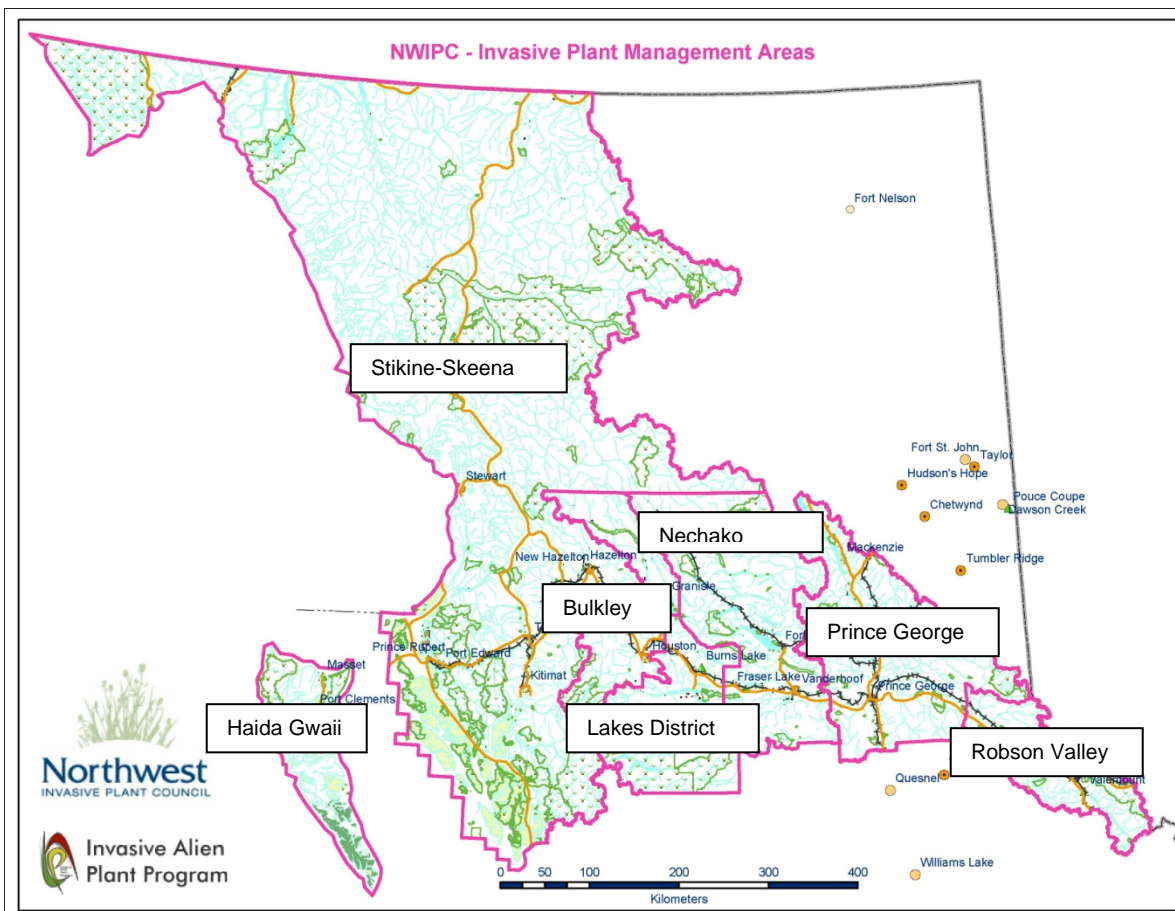 NWIPC - Invasive Plant Management Areas
Fort Nelson
Stikine-Skeena
Fort St. John
Taylor
Hudson's Hope
Stewart
Pouce Coupe
Chetwynd
Dawson Creek
Nechako
Mackenzie
New Hazelton
Hazelton
Tumbler Ridge
Granisle
Bulkley
Prince George
Fort
Prince Rupert
Port Edward
Houston
Burns Lake
Masset
Kitimat
Fraser Lake
Vanderhoof
Prince George
Port Clements
Haida Gwaii
Lakes District
Robson Valley
Northwest
INVASIVE PLANT COUNCIL
Quesnel
Valemount
Invasive Alien
Plant Program
Williams Lake
0 50 100 200 300 400
Kilometers